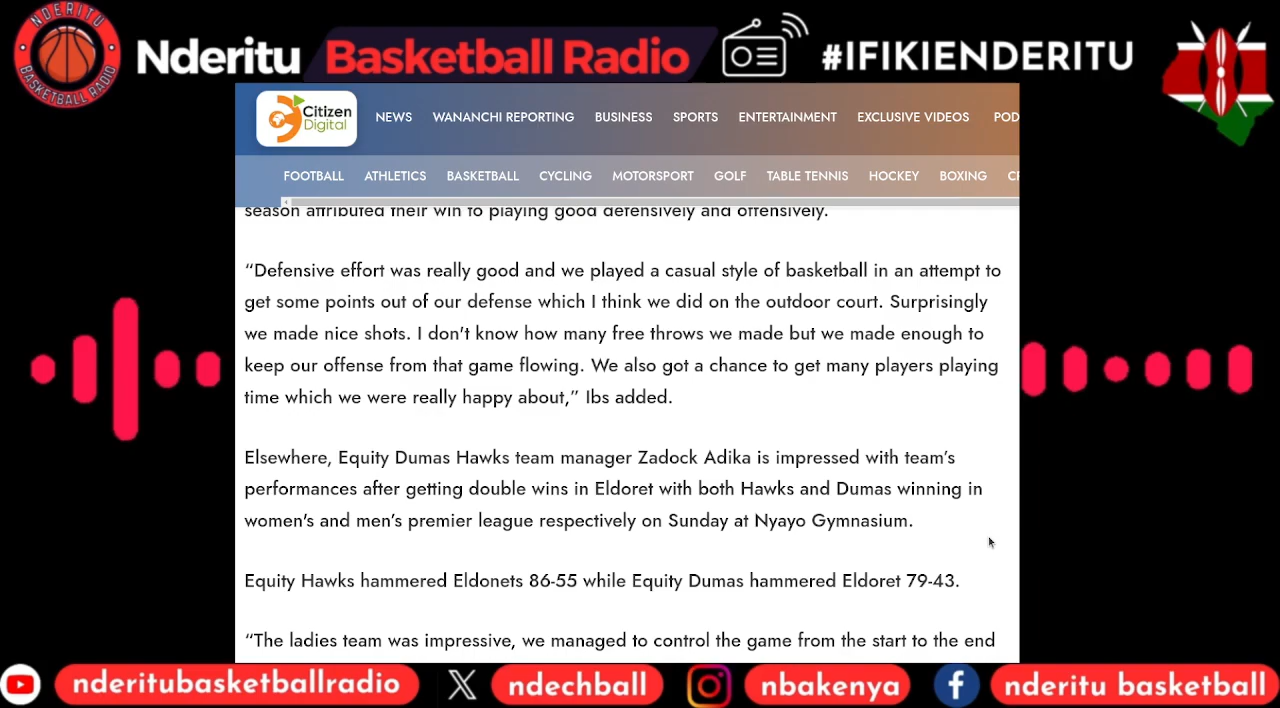 NDERITU
BASKETBALL RADIO
Nderitu Basketball Radio
#IFIKIENDERITU
Citizen
Digital
NEWS WANANCHI REPORTING BUSINESS SPORTS ENTERTAINMENT EXCLUSIVE VIDEOS POD
FOOTBALL ATHLETICS BASKETBALL CYCLING MOTORSPORT GOLF TABLE TENNIS HOCKEY BOXING CR
season attributed their win to playing good defensively and offensively.
“Defensive effort was really good and we played a casual style of basketball in an attempt to
get some points out of our defense which I think we did on the outdoor court. Surprisingly
we made nice shots. I don't know how many free throws we made but we made enough to
keep our offense from that game flowing. We also got a chance to get many players playing
time which we were really happy about,” Ibs added.
Elsewhere, Equity Dumas Hawks team manager Zadock Adika is impressed with team’s
performances after getting double wins in Eldoret with both Hawks and Dumas winning in
women's and men’s premier league respectively on Sunday at Nyayo Gymnasium.
Equity Hawks hammered Eldonets 86-55 while Equity Dumas hammered Eldoret 79-43.
“The ladies team was impressive, we managed to control the game from the start to the end
nderitubasketballradio ndechball nbakenya nderitu basketball